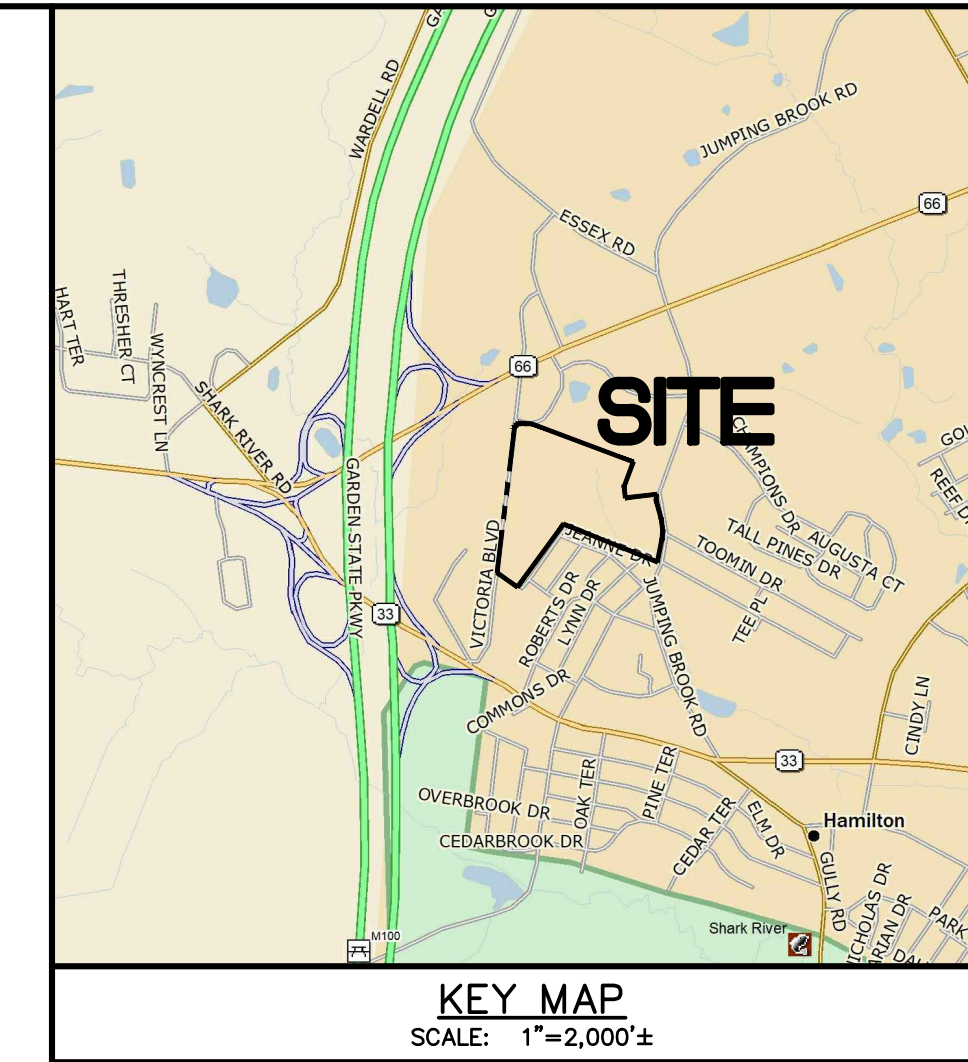 WARDELL RD
JUMPING BROOK RD
66
ESSEX RD
HART TER
THRESHER CT
WYNCREST LN
66
SITE
SHARK RIVER RD
CHAMPIONS DR
GARDEN STATE PKWY
VICTORIA BLVD
JEANNE DR
TALL PINES DR
AUGUSTA CT
REEF D
TOOMIN DR
TEE PL
ROBERTS DR
LYNN DR
JUMPING BROOK RD
33
COMMONS DR
CINDY LN
33
OVERBROOK DR
OAK TER
PINE TER
CEDARBROOK DR
CEDAR TER
ELM DR
Hamilton
GULLY RD
NICHOLAS DR
ARIAN DR
PARK
Shark River
M100
KEY MAP
SCALE: 1"=2,000'±